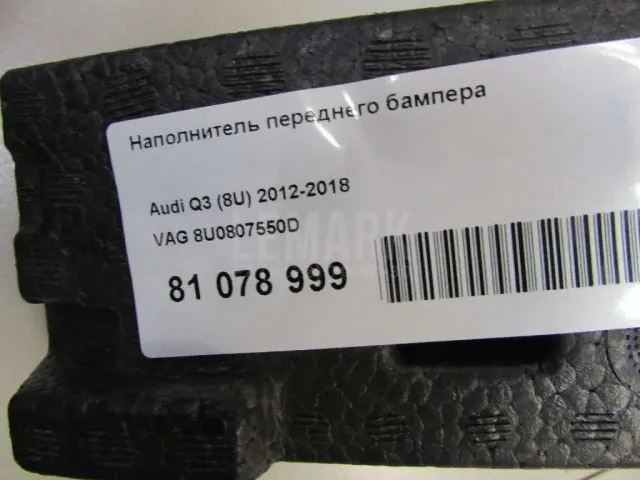 Наполнитель переднего бампера
Audi Q3 (8U) 2012-2018
VAG 8U0807550D
LEMARK
81 078 999